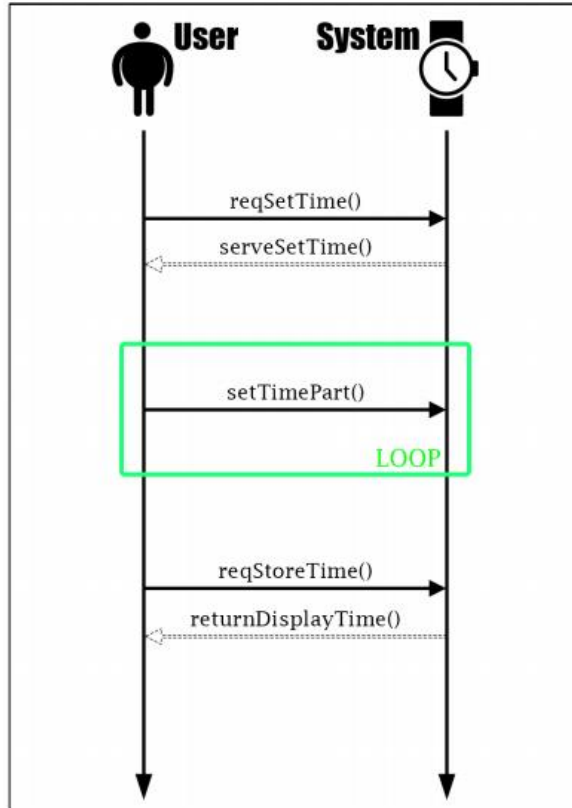 User System
reqSetTime()
serveSetTime()
setTimePart()
LOOP
reqStoreTime()
returnDisplayTime()